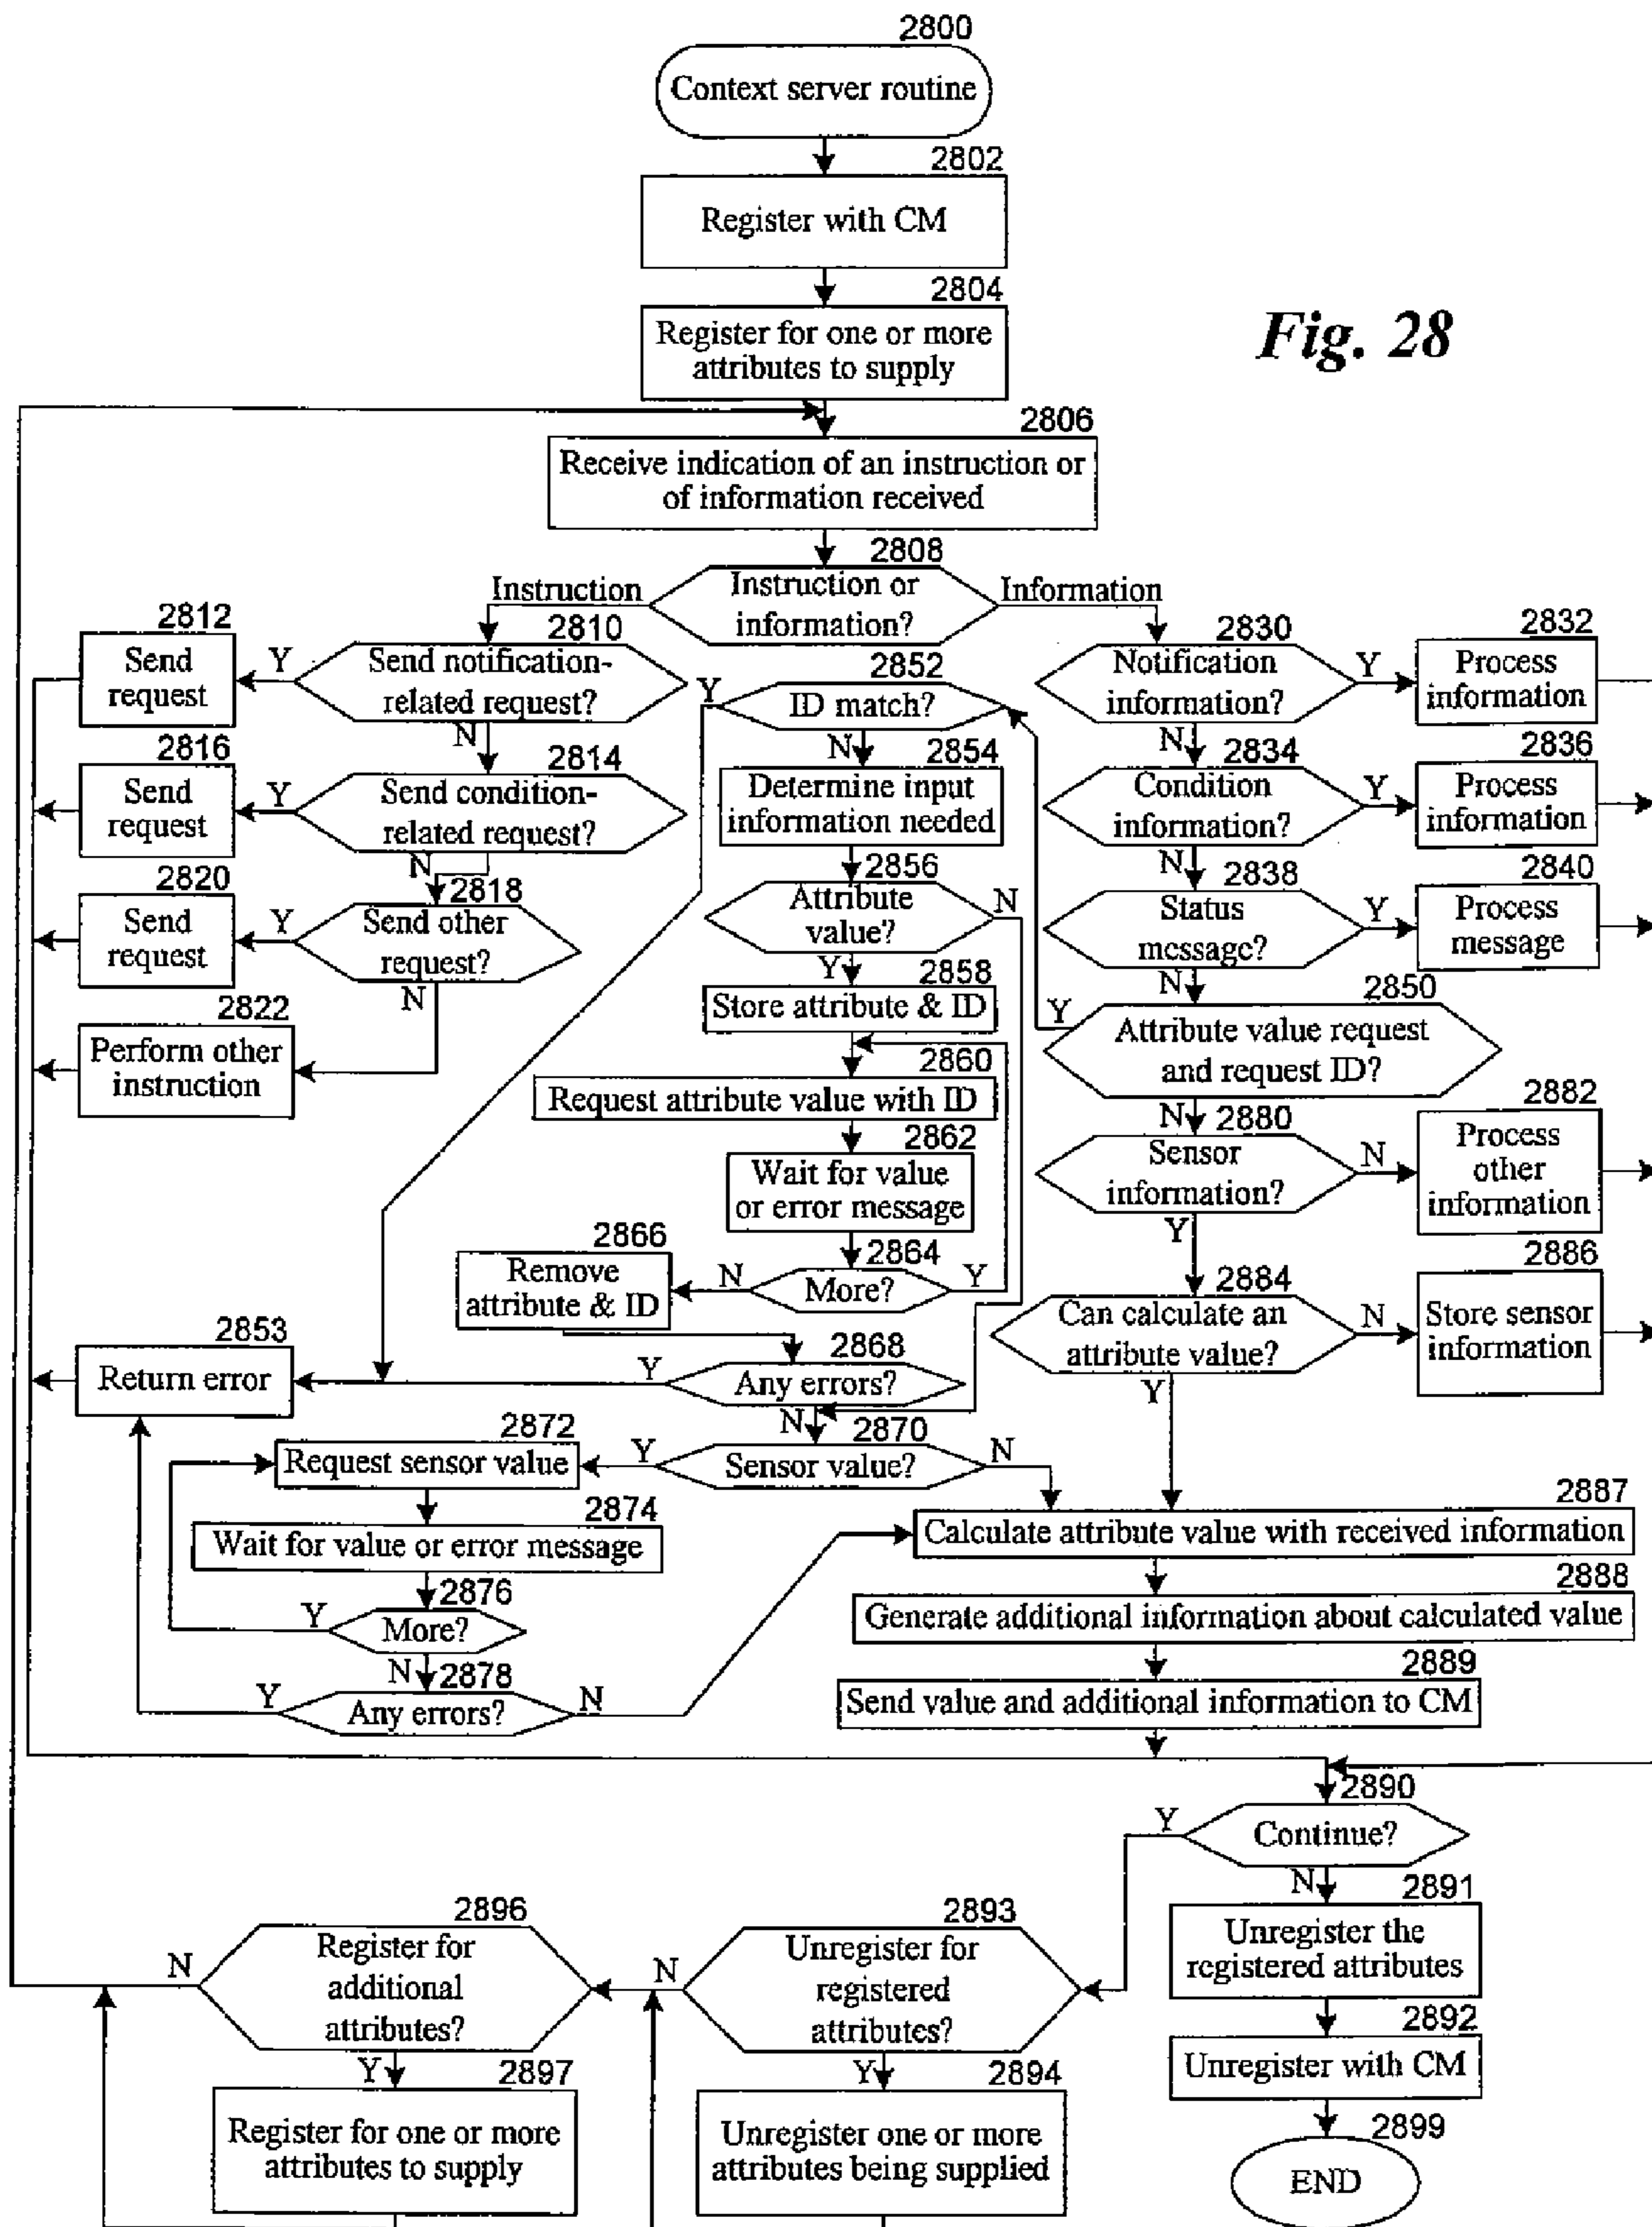 2800
Context server routine
2802
Register with CM
2804
Register for one or more
attributes to supply
Fig. 28
2806
Receive indication of an instruction or
of information received
2808
Instruction or
information?
Instruction
Information
2810
Send notification-
related request?
Y
N
2812
Send
request
2814
Send condition-
related request?
Y
N
2816
Send
request
2818
Send other
request?
Y
N
2820
Send
request
2822
Perform other
instruction
2830
Notification
information?
Y
N
2832
Process
information
2834
Condition
information?
Y
N
2836
Process
information
2838
Status
message?
Y
N
2840
Process
message
2850
Attribute value request
and request ID?
Y
N
2852
ID match?
Y
N
2854
Determine input
information needed
2856
Attribute
value?
N
Y
2858
Store attribute & ID
2860
Request attribute value with ID
2862
Wait for value
or error message
2864
More?
N
Y
2866
Remove
attribute & ID
2853
Return error
2868
Any errors?
Y
N
2870
Sensor value?
Y
N
2872
Request sensor value
2874
Wait for value or error message
2876
More?
Y
N
2878
Any errors?
Y
N
2880
Sensor
information?
N
Y
2882
Process
other
information
2884
Can calculate an
attribute value?
N
Y
2886
Store sensor
information
2887
Calculate attribute value with received information
2888
Generate additional information about calculated value
2889
Send value and additional information to CM
2890
Continue?
Y
N
2891
Unregister the
registered attributes
2892
Unregister with CM
2899
END
2893
Unregister for
registered
attributes?
N
Y
2894
Unregister one or more
attributes being supplied
2896
Register for
additional
attributes?
N
Y
2897
Register for one or more
attributes to supply